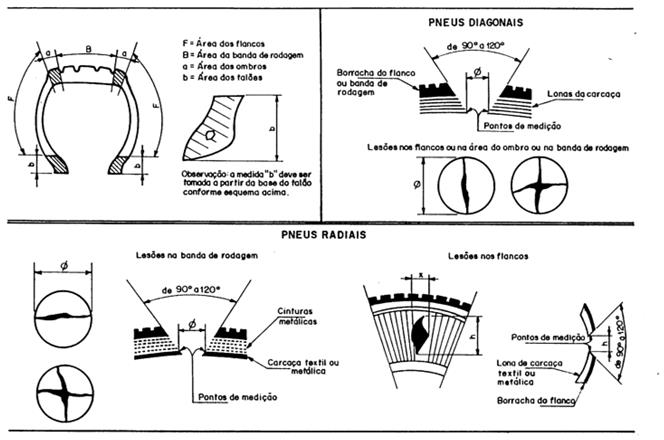 a
B
a
F
F
b
b
F = Área dos flancos
B = Área da banda de rodagem
a = Área dos ombros
b = Área dos talões
b
Observação: a medida "b" deve ser
tomada a partir da base do talão
conforme esquema acima.
PNEUS DIAGONAIS
de 90° a 120°
Ø
Borracha do flanco
ou banda de
rodagem
Lonas da carcaça
Pontos de medição
Lesões nos flancos ou na área do ombro ou na banda de rodagem
Ø
PNEUS RADIAIS
Lesões na banda de rodagem
Ø
de 90° a 120°
Ø
Cinturas
metálicas
Carcaça textil ou
metálica
Pontos de medição
Lesões nos flancos
x
h
Pontos de medição
h
de 90° a 120°
Lona de carcaça
textil ou
metálica
Borracha do flanco